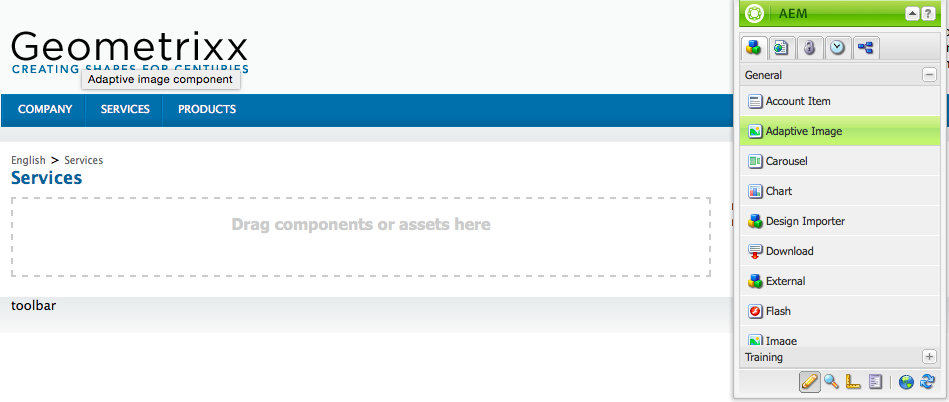 Geometrixx
CREATING SHAPES FOR CENTURIES
Adaptive image component
COMPANY SERVICES PRODUCTS
English > Services
Services
Drag components or assets here
toolbar
AEM
?
General
Account Item
Adaptive Image
Carousel
Chart
Design Importer
Download
External
Flash
Image
Training